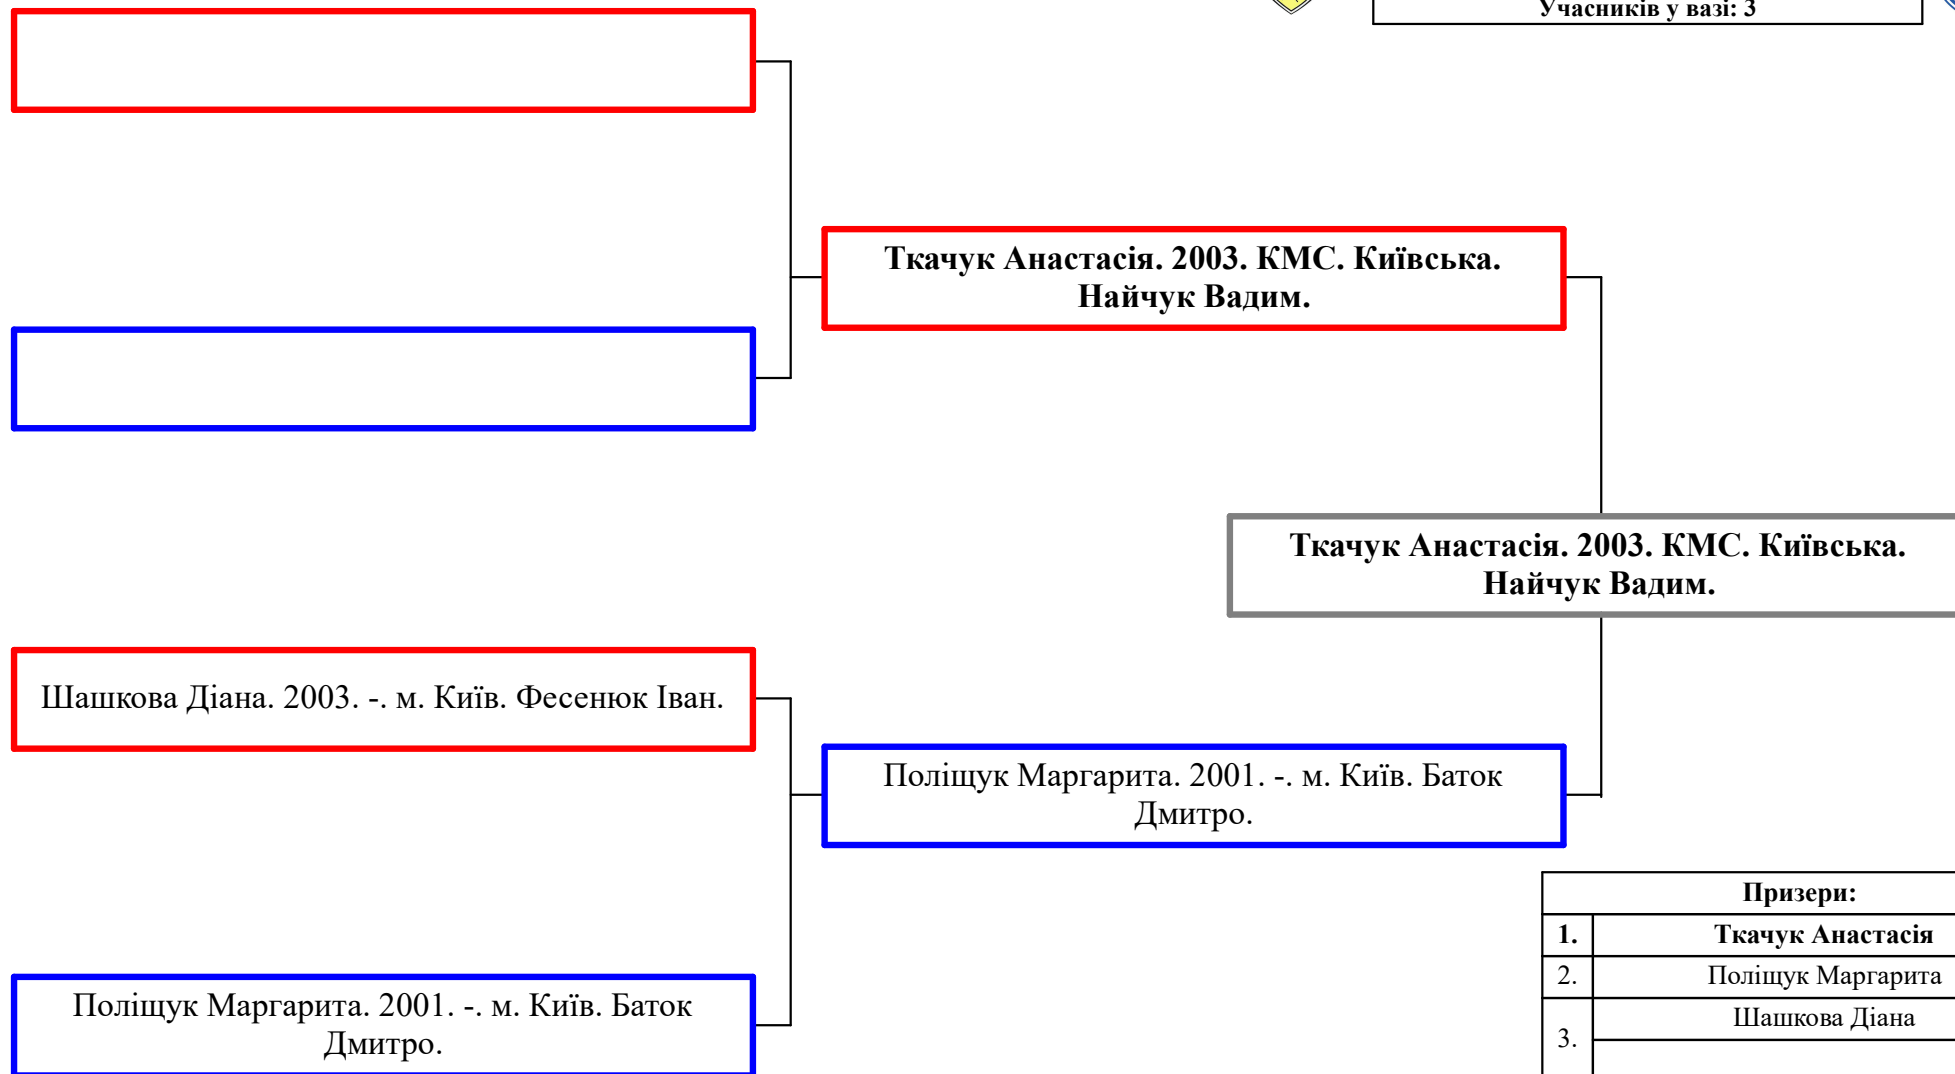 Учасників у вазі: 3
Ткачук Анастасія. 2003. КМС. Київська.
Найчук Вадим.
Ткачук Анастасія. 2003. КМС. Київська.
Найчук Вадим.
Шашкова Діана. 2003. -. м. Київ. Фесенюк Іван.
Поліщук Маргарита. 2001. -. м. Київ. Баток
Дмитро.
Поліщук Маргарита. 2001. -. м. Київ. Баток
Дмитро.
Призери:
1. Ткачук Анастасія
2. Поліщук Маргарита
3. Шашкова Діана